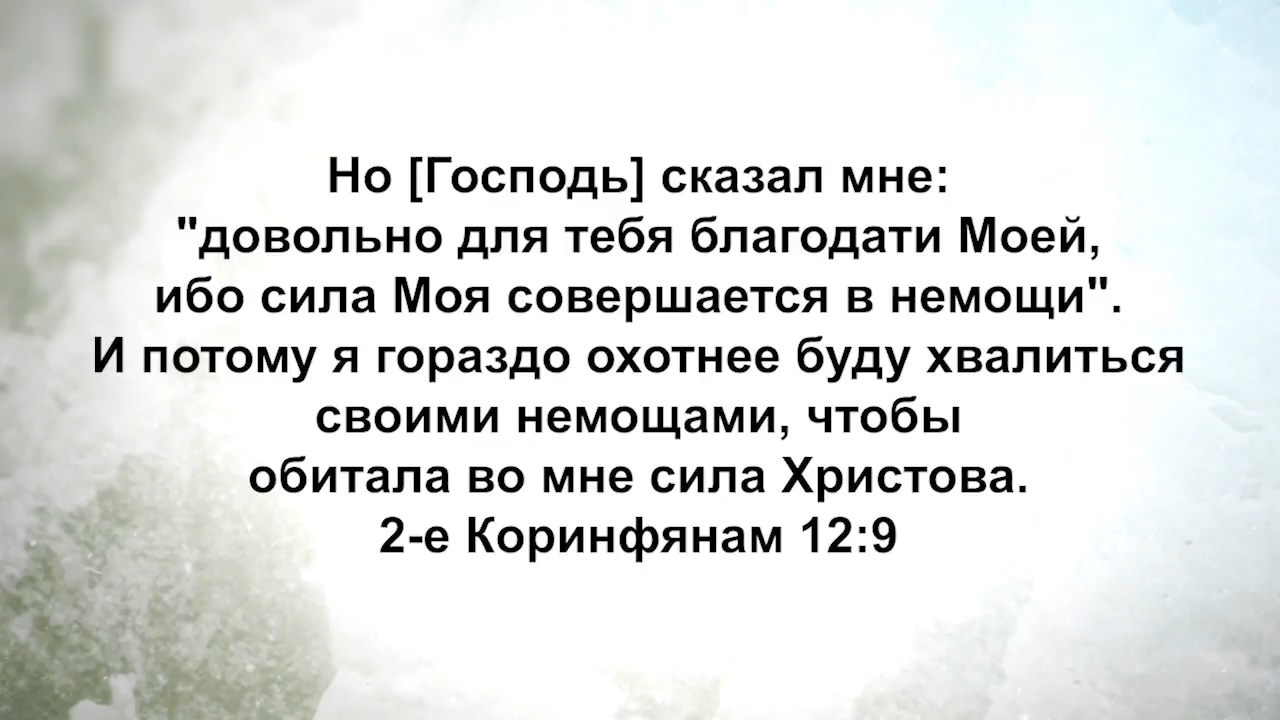 Но [Господь] сказал мне:
"довольно для тебя благодати Моей,
ибо сила Моя совершается в немощи".
И потому я гораздо охотнее буду хвалиться
своими немощами, чтобы
обитала во мне сила Христова.
2-е Коринфянам 12:9